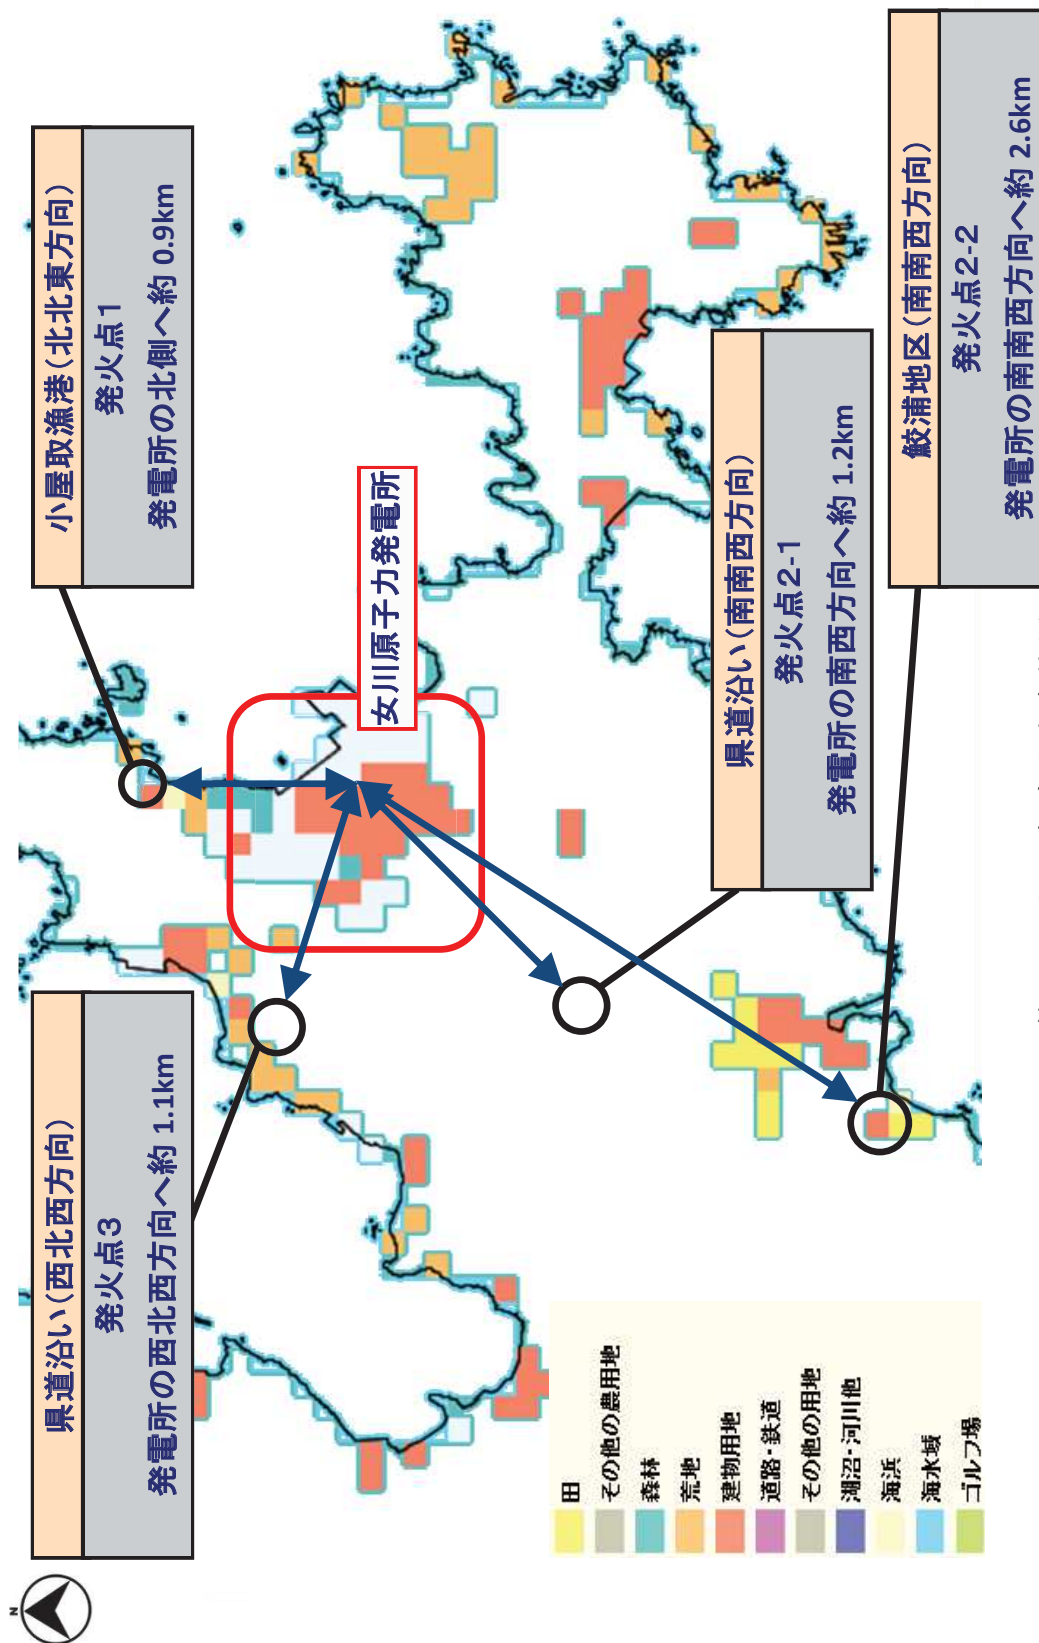 N
県道沿い(西北西方向)
発火点3
発電所の西北西方向へ約 1.1km
小屋取漁港(北北東方向)
発火点1
発電所の北側へ約 0.9km
女川原子力発電所
県道沿い(南南西方向)
発火点2-1
発電所の南西方向へ約 1.2km
鮫浦地区(南南西方向)
発火点2-2
発電所の南南西方向へ約 2.6km
田
その他の農用地
森林
荒地
建物用地
道路・鉄道
その他の用地
湖沼・河川他
海浜
海水域
ゴルフ場